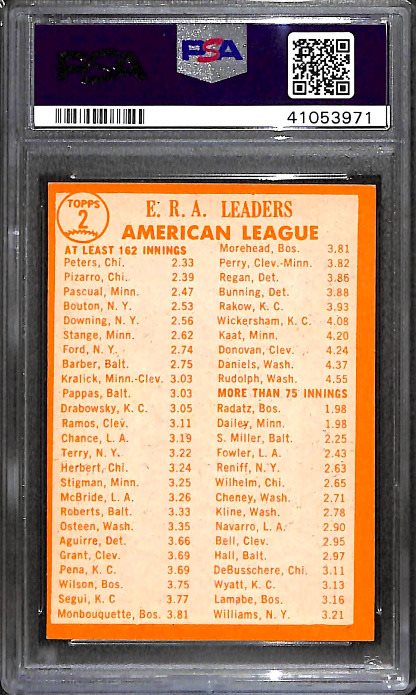 PSA
PSA
41053971
TOPPS
2
E. R. A. LEADERS
AMERICAN LEAGUE
AT LEAST 162 INNINGS
Peters, Chi. 2.33
Pizarro, Chi. 2.39
Pascual, Minn. 2.47
Bouton, N. Y. 2.53
Downing, N. Y. 2.56
Stange, Minn. 2.62
Ford, N. Y. 2.74
Barber, Balt. 2.75
Kralick, Minn.-Clev. 3.03
Pappas, Balt. 3.03
Drabowsky, K. C. 3.05
Ramos, Clev. 3.11
Chance, L. A. 3.19
Terry, N. Y. 3.22
Herbert, Chi. 3.24
Stigman, Minn. 3.25
McBride, L. A. 3.26
Roberts, Balt. 3.33
Osteen, Wash. 3.35
Aguirre, Det. 3.66
Grant, Clev. 3.69
Pena, K. C. 3.69
Wilson, Bos. 3.75
Segui, K. C. 3.77
Monbouquette, Bos. 3.81
Morehead, Bos. 3.81
Perry, Clev.-Minn. 3.82
Regan, Det. 3.86
Bunning, Det. 3.88
Rakow, K. C. 3.93
Wickersham, K. C. 4.08
Kaat, Minn. 4.20
Donovan, Clev. 4.24
Daniels, Wash. 4.37
Rudolph, Wash. 4.55
MORE THAN 75 INNINGS
Radatz, Bos. 1.98
Dailey, Minn. 1.98
S. Miller, Balt. 2.25
Fowler, L. A. 2.43
Reniff, N. Y. 2.63
Wilhelm, Chi. 2.65
Cheney, Wash. 2.71
Kline, Wash. 2.78
Navarro, L. A. 2.90
Bell, Clev. 2.95
Hall, Balt. 2.97
DeBusschere, Chi. 3.11
Wyatt, K. C. 3.13
Lamabe, Bos. 3.16
Williams, N. Y. 3.21